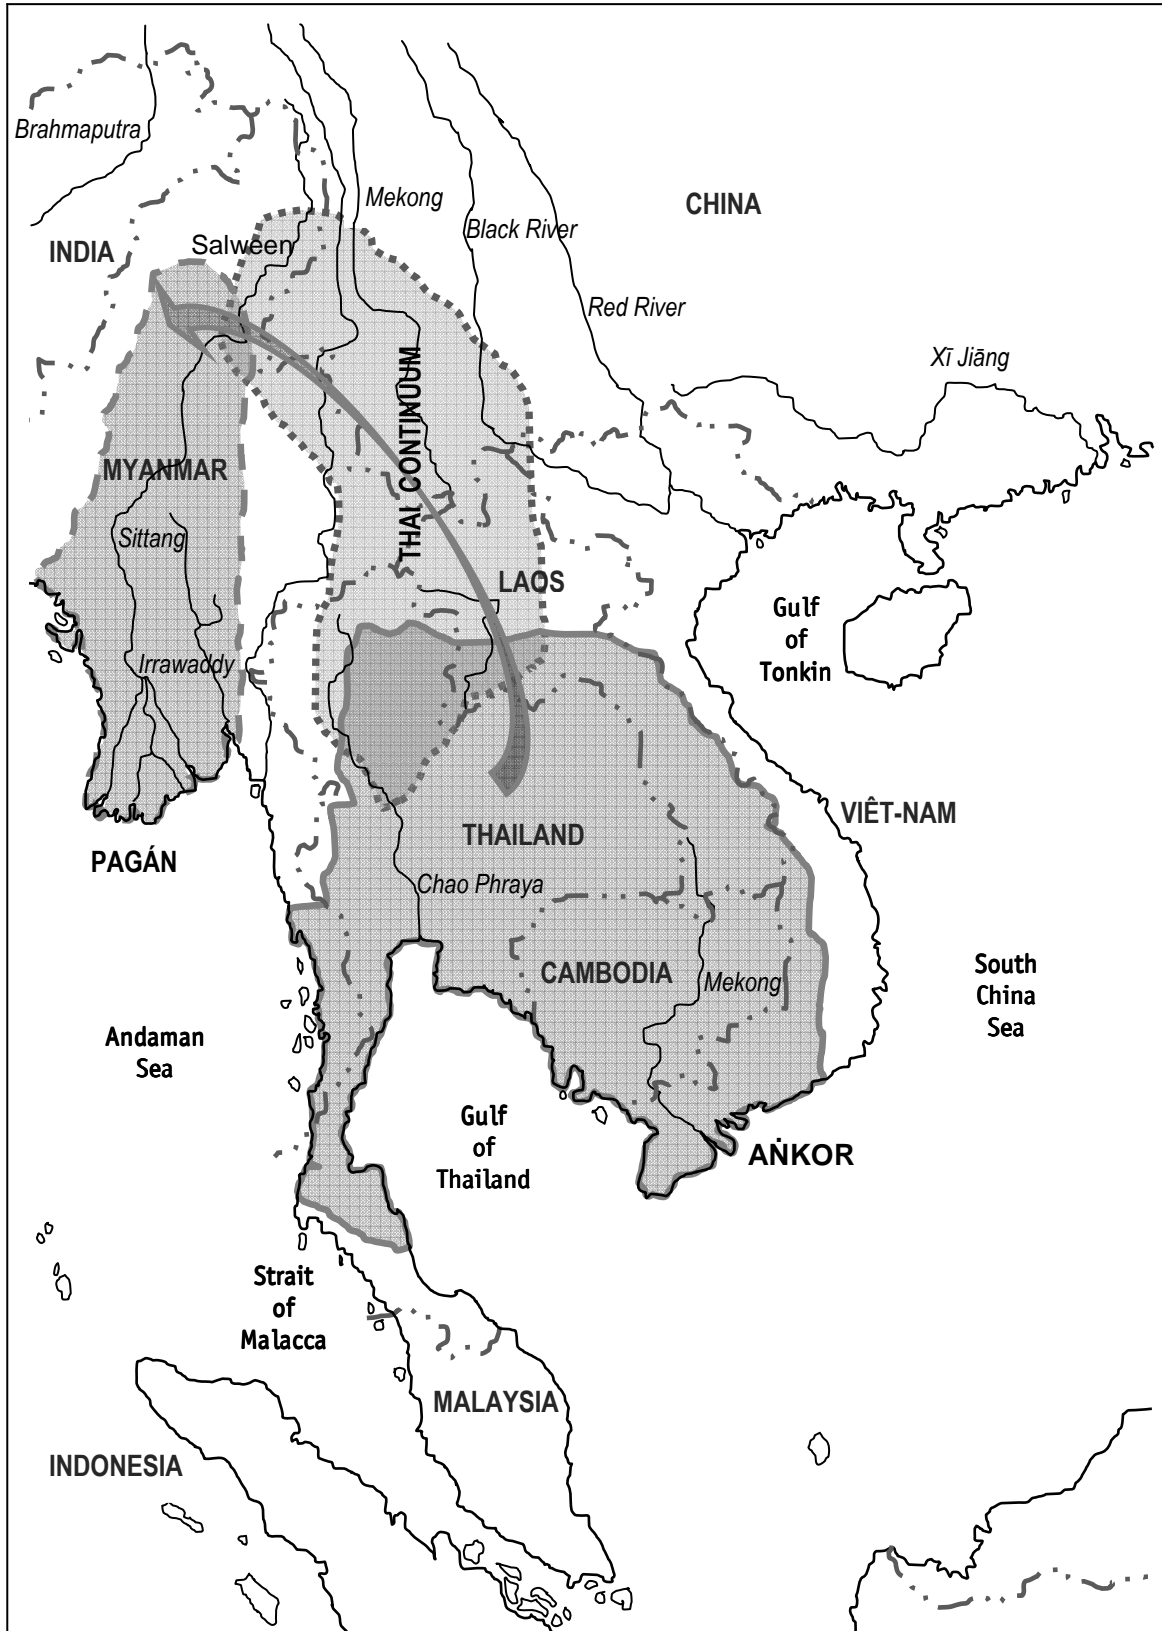 Brahmaputra
Mekong
CHINA
Black River
INDIA
Salween
Red River
Xī Jiāng
THAI CONTINUUM
MYANMAR
Sittang
LAOS
Gulf
of
Tonkin
Irrawaddy
VIÊT-NAM
THAILAND
PAGÁN
Chao Phraya
CAMBODIA
Mekong
South
China
Sea
Andaman
Sea
Gulf
of
Thailand
AṄKOR
Strait
of
Malacca
MALAYSIA
INDONESIA